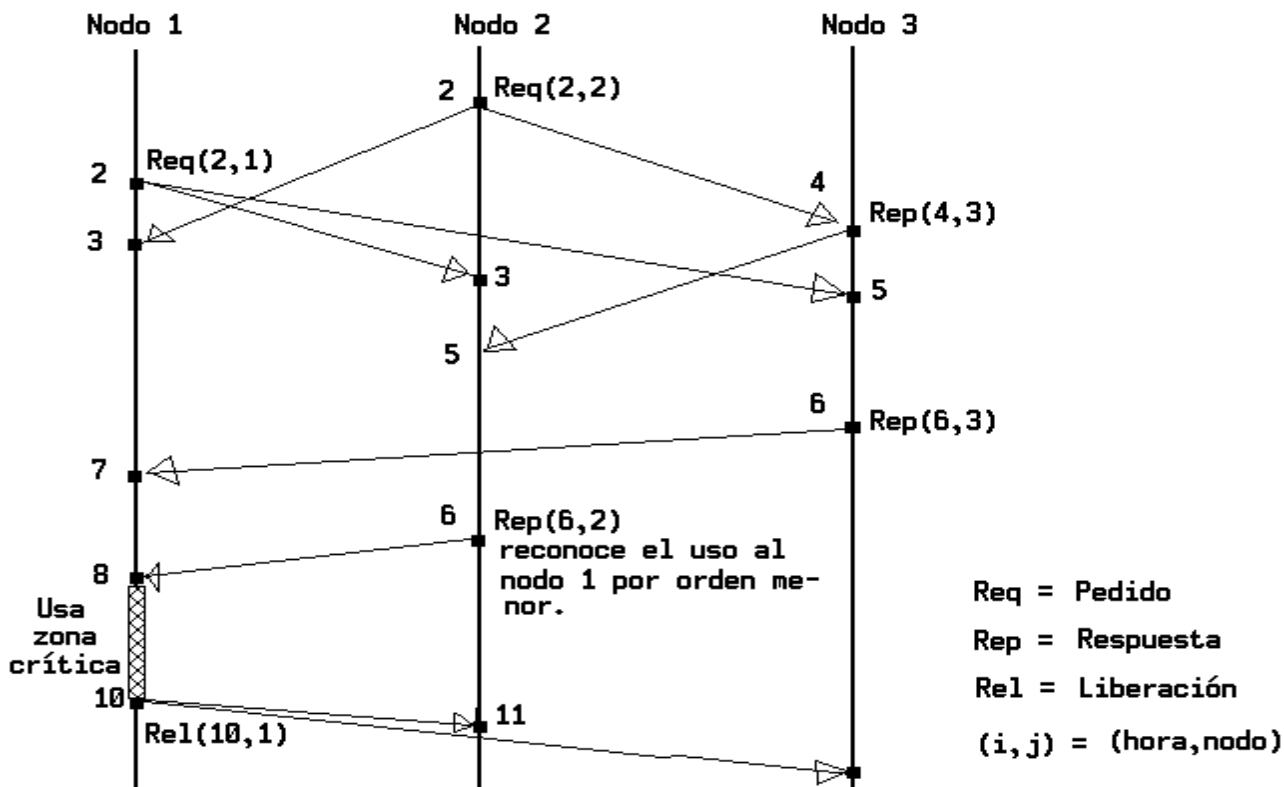 Nodo 1
Nodo 2
Nodo 3
2
Req(2,2)
Req(2,1)
2
4
Rep(4,3)
3
3
5
5
6
Rep(6,3)
7
6
Rep(6,2)
reconoce el uso al
nodo 1 por orden me-
nor.
8
Usa
zona
crítica
10
Rel(10,1)
11
Req = Pedido
Rep = Respuesta
Rel = Liberación
(i,j) = (hora,nodo)